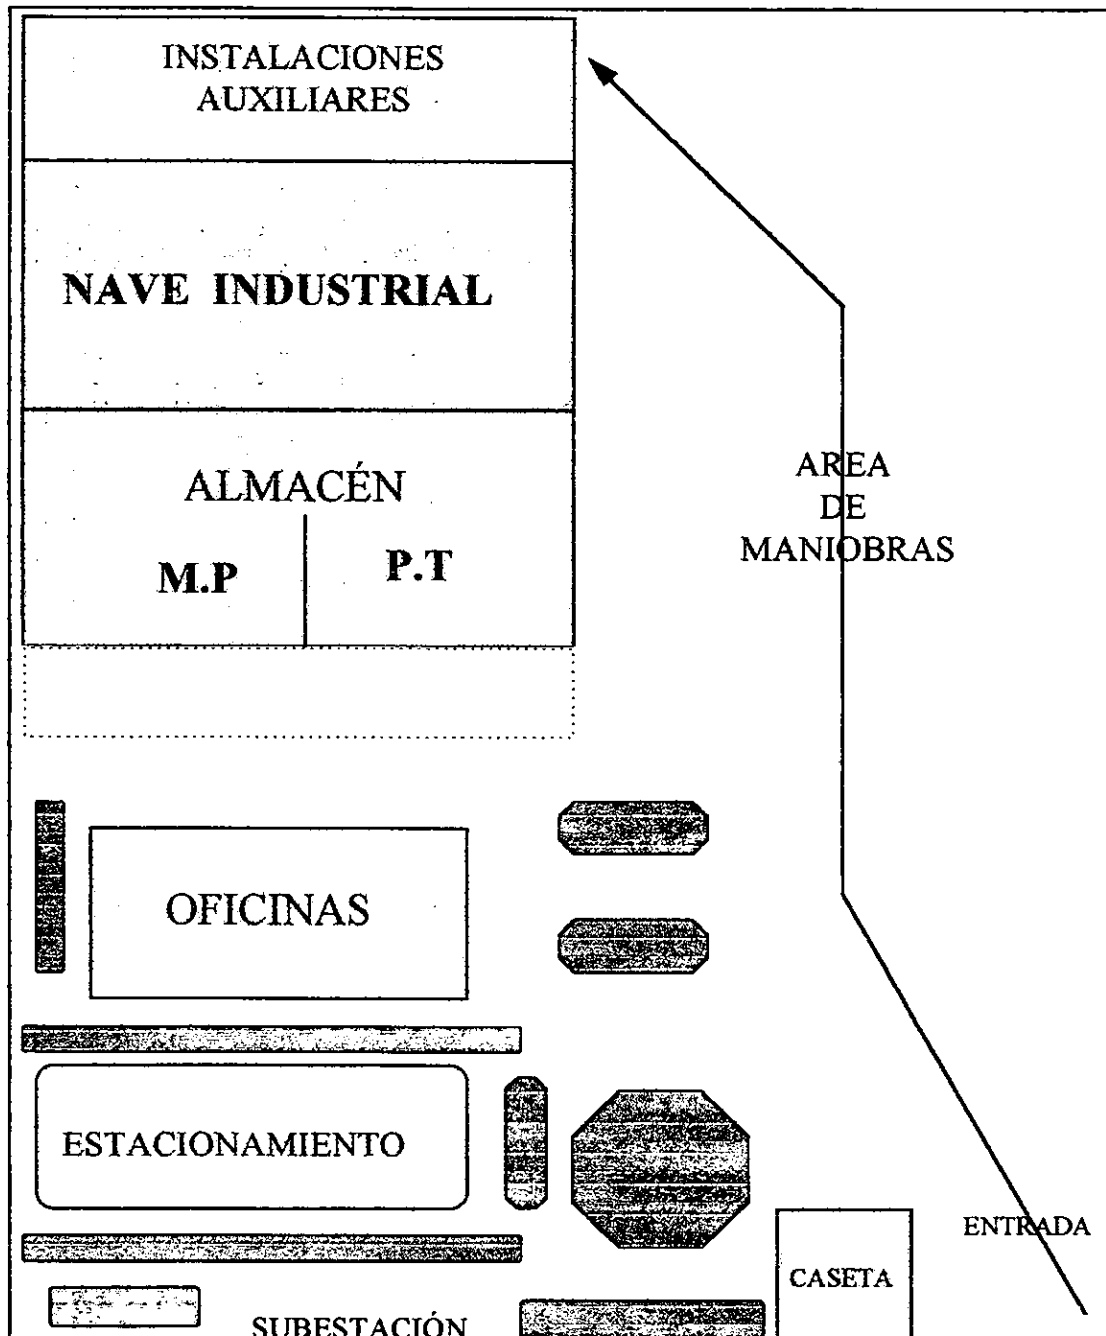 INSTALACIONES
AUXILIARES
NAVE INDUSTRIAL
ALMACÉN
M.P
P.T
AREA
DE
MANIOBRAS
OFICINAS
ESTACIONAMIENTO
ENTRADA
CASETA
SUBESTACIÓN